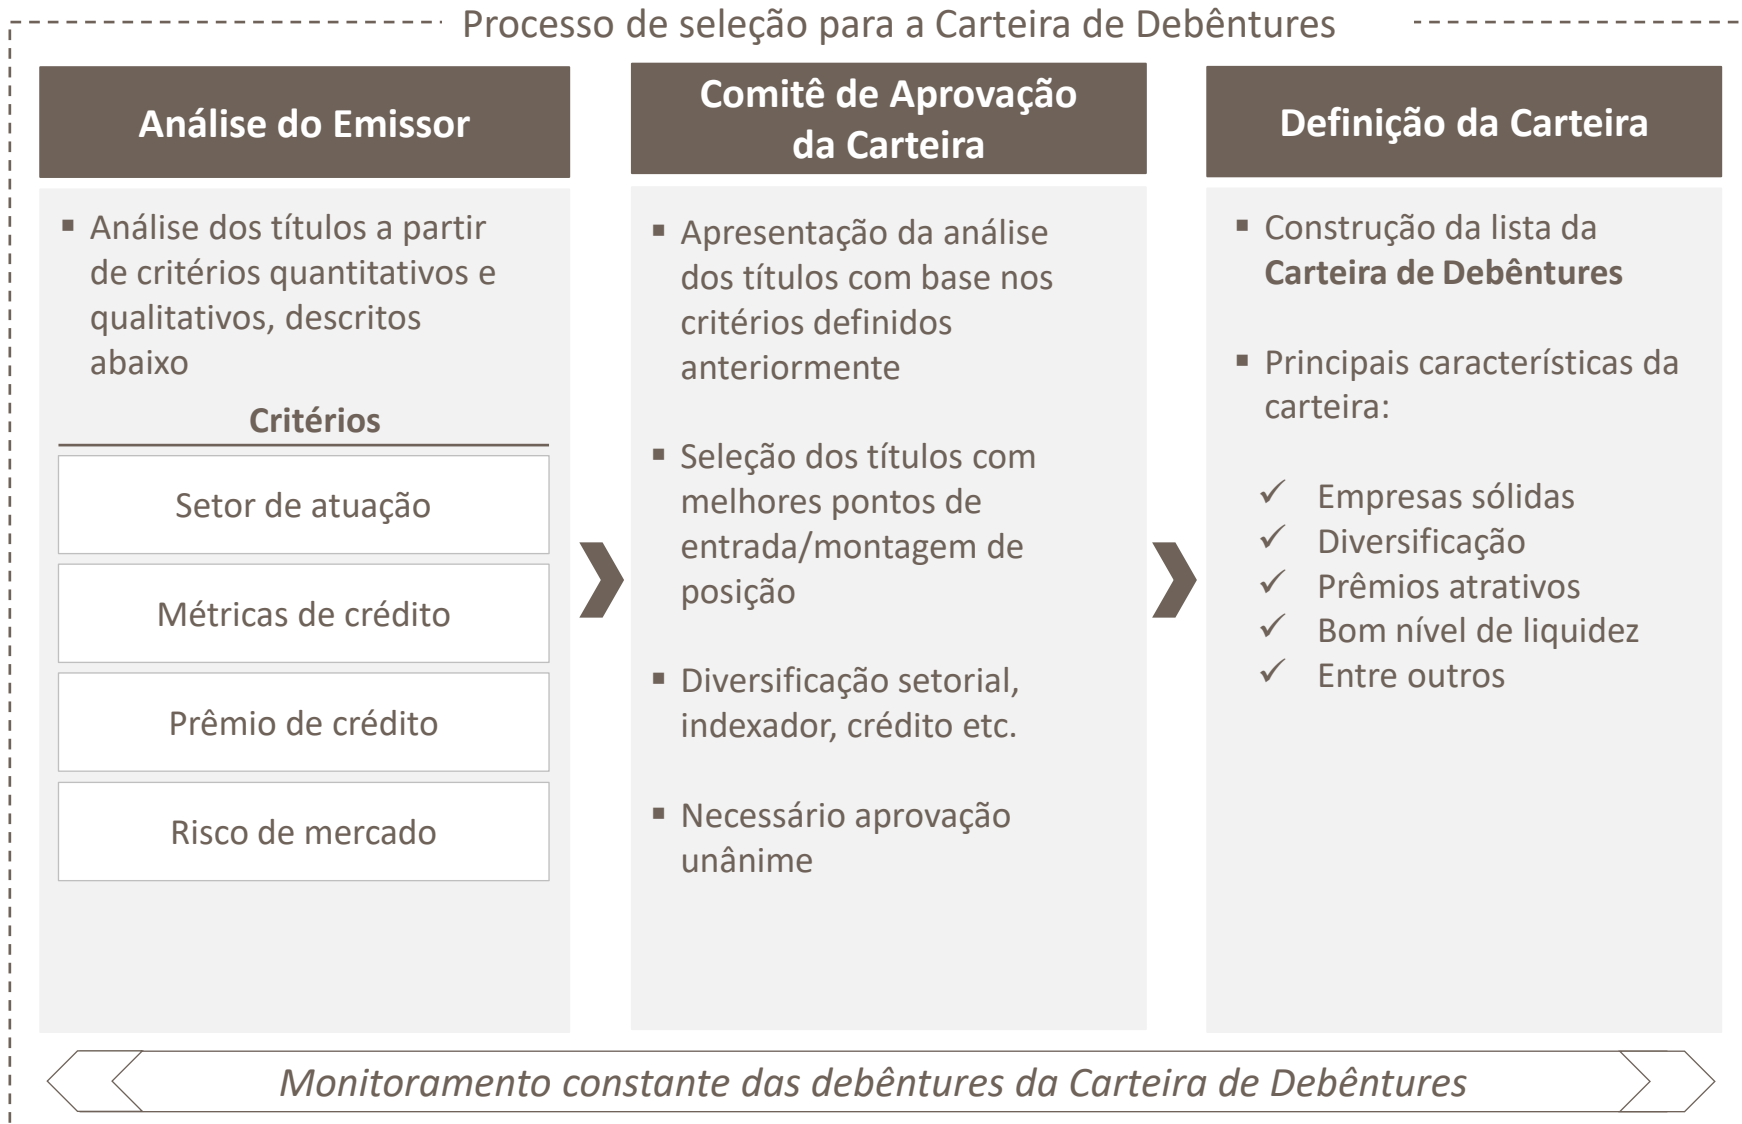 Processo de seleção para a Carteira de Debêntures
Análise do Emissor
▪ Análise dos títulos a partir
de critérios quantitativos e
qualitativos, descritos
abaixo
Critérios
Setor de atuação
Métricas de crédito
Prêmio de crédito
Risco de mercado
Comitê de Aprovação
da Carteira
▪ Apresentação da análise
dos títulos com base nos
critérios definidos
anteriormente
▪ Seleção dos títulos com
melhores pontos de
entrada/montagem de
posição
▪ Diversificação setorial,
indexador, crédito etc.
▪ Necessário aprovação
unânime
Definição da Carteira
▪ Construção da lista da
Carteira de Debêntures
▪ Principais características da
carteira:
✓ Empresas sólidas
✓ Diversificação
✓ Prêmios atrativos
✓ Bom nível de liquidez
✓ Entre outros
Monitoramento constante das debêntures da Carteira de Debêntures